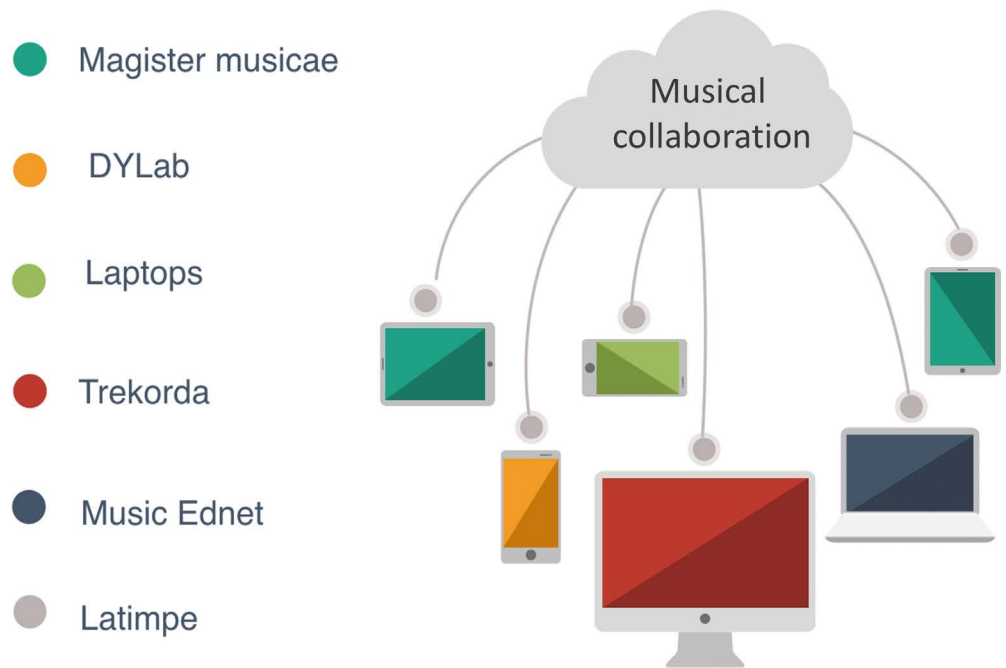 Magister musicae
DYLab
Laptops
Trekorda
Music Ednet
Latimpe
Musical
collaboration